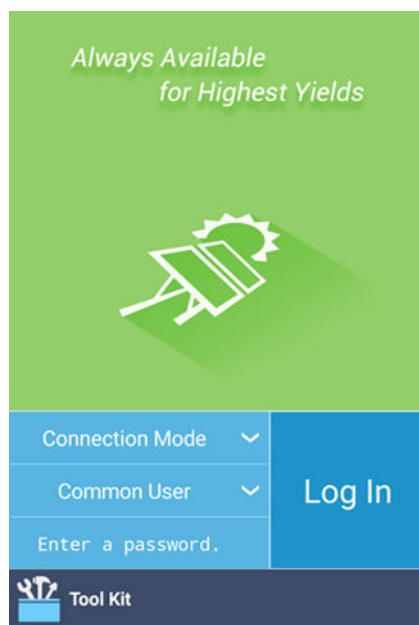 Always Available
for Highest Yields
Connection Mode
Common User
Log In
Enter a password.
Tool Kit